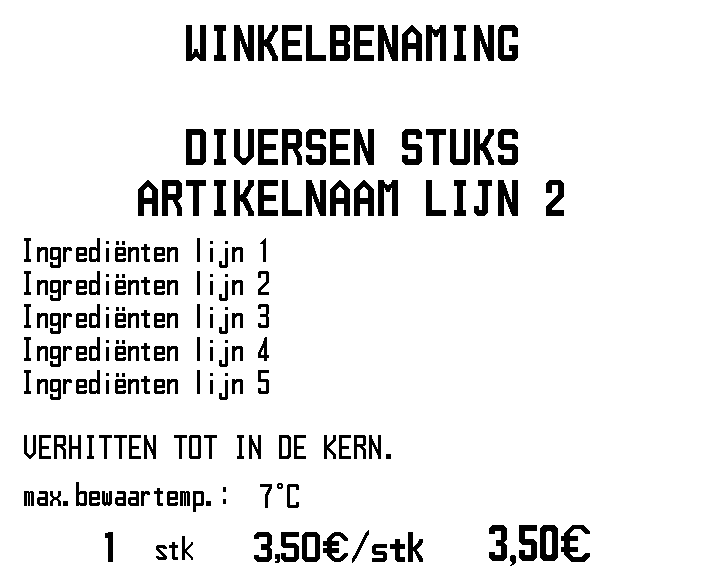 WINKELBENAMING
DIVERSEN STUKS
ARTIKELNAAM LIJN 2
Ingrediënten lijn 1
Ingrediënten lijn 2
Ingrediënten lijn 3
Ingrediënten lijn 4
Ingrediënten lijn 5
VERHITTEN TOT IN DE KERN.
max.bewaartemp.: 7°C
1 stk 3,50€/stk 3,50€